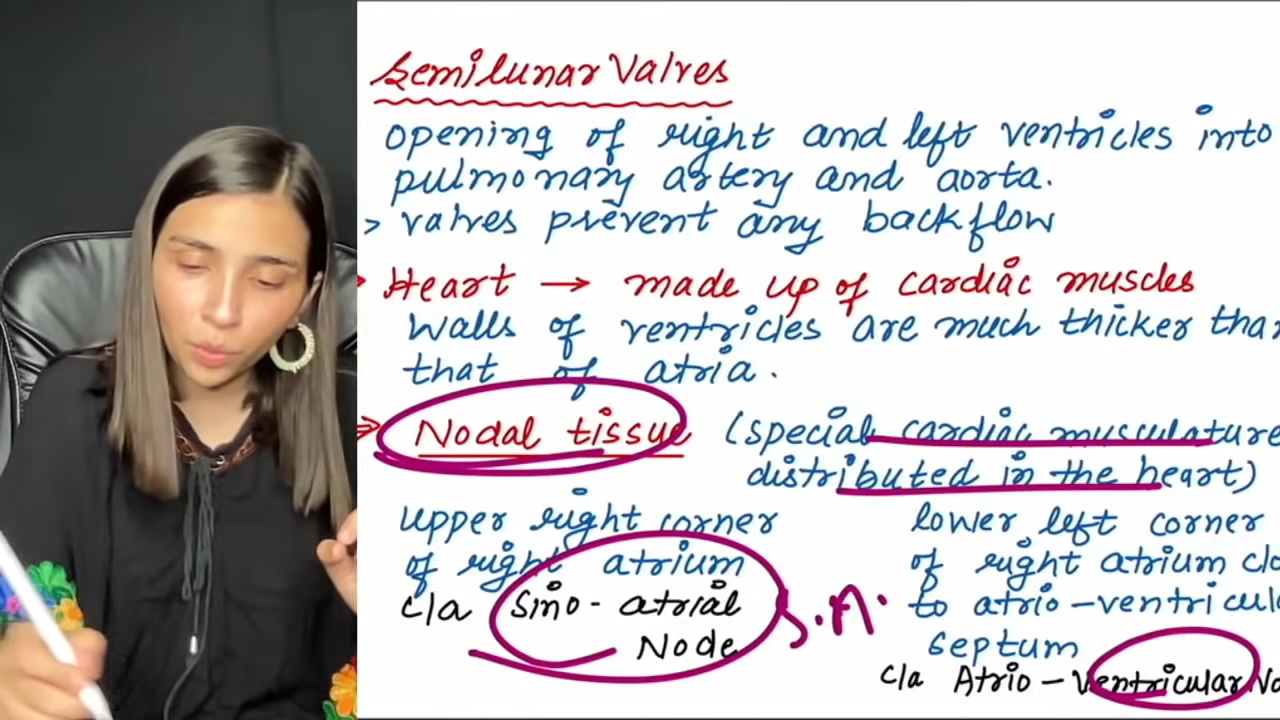 Semilunar Valves
opening of right and left ventricles into
pulmonary artery and aorta.
> valves prevent any backflow
Heart → made up of cardiac muscles
Walls of ventricles are much thicker than
that of atria.
⇒ Nodal tissue (special cardiac musculature
distributed in the heart)
upper right corner
of right atrium
c/a Sino-atrial
Node
S.A.
lower left corner
of right atrium clo
to atrio-ventricul
septum
c/a Atrio-Ventricular No